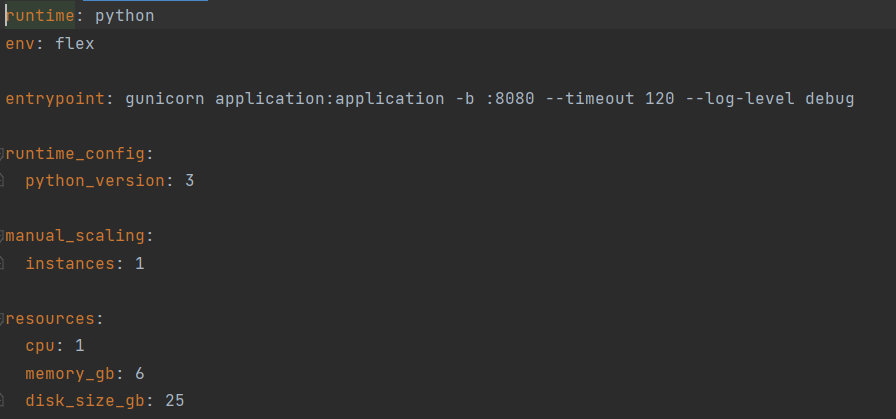 runtime: python
env: flex
entrypoint: gunicorn application:application -b :8080 --timeout 120 --log-level debug
runtime_config:
  python_version: 3
manual_scaling:
  instances: 1
resources:
  cpu: 1
  memory_gb: 6
  disk_size_gb: 25